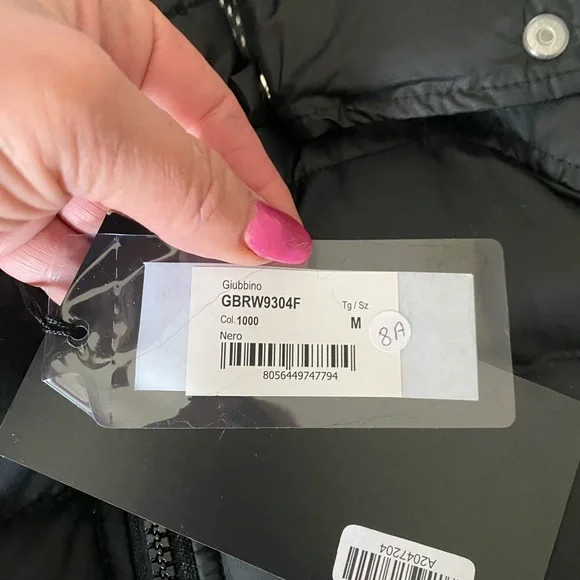 Giubbino
GBRW9304F
Tg / Sz
Col. 1000
M
8A
Nero
8056449747794
A2047204